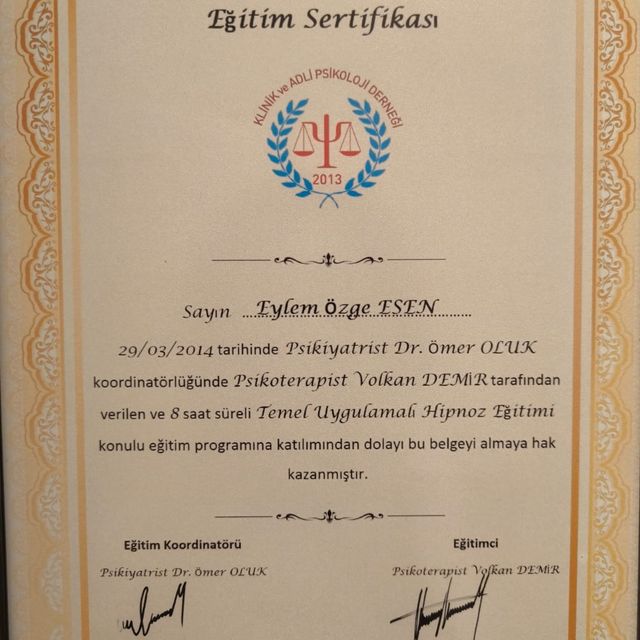 Eğitim Sertifikası
KLİNİK ve ADLİ PSİKOLOJİ DERNEĞİ
2013
Sayın ...Eylem Özge ESEN...........
29/03/2014 tarihinde Psikiyatrist Dr. Ömer OLUK
koordinatörlüğünde Psikoterapist Volkan DEMİR tarafından
verilen ve 8 saat süreli Temel Uygulamalı Hipnoz Eğitimi
konulu eğitim programına katılımından dolayı bu belgeyi almaya hak
kazanmıştır.
Eğitim Koordinatörü
Psikiyatrist Dr. Ömer OLUK
Eğitimci
Psikoterapist Volkan DEMİR